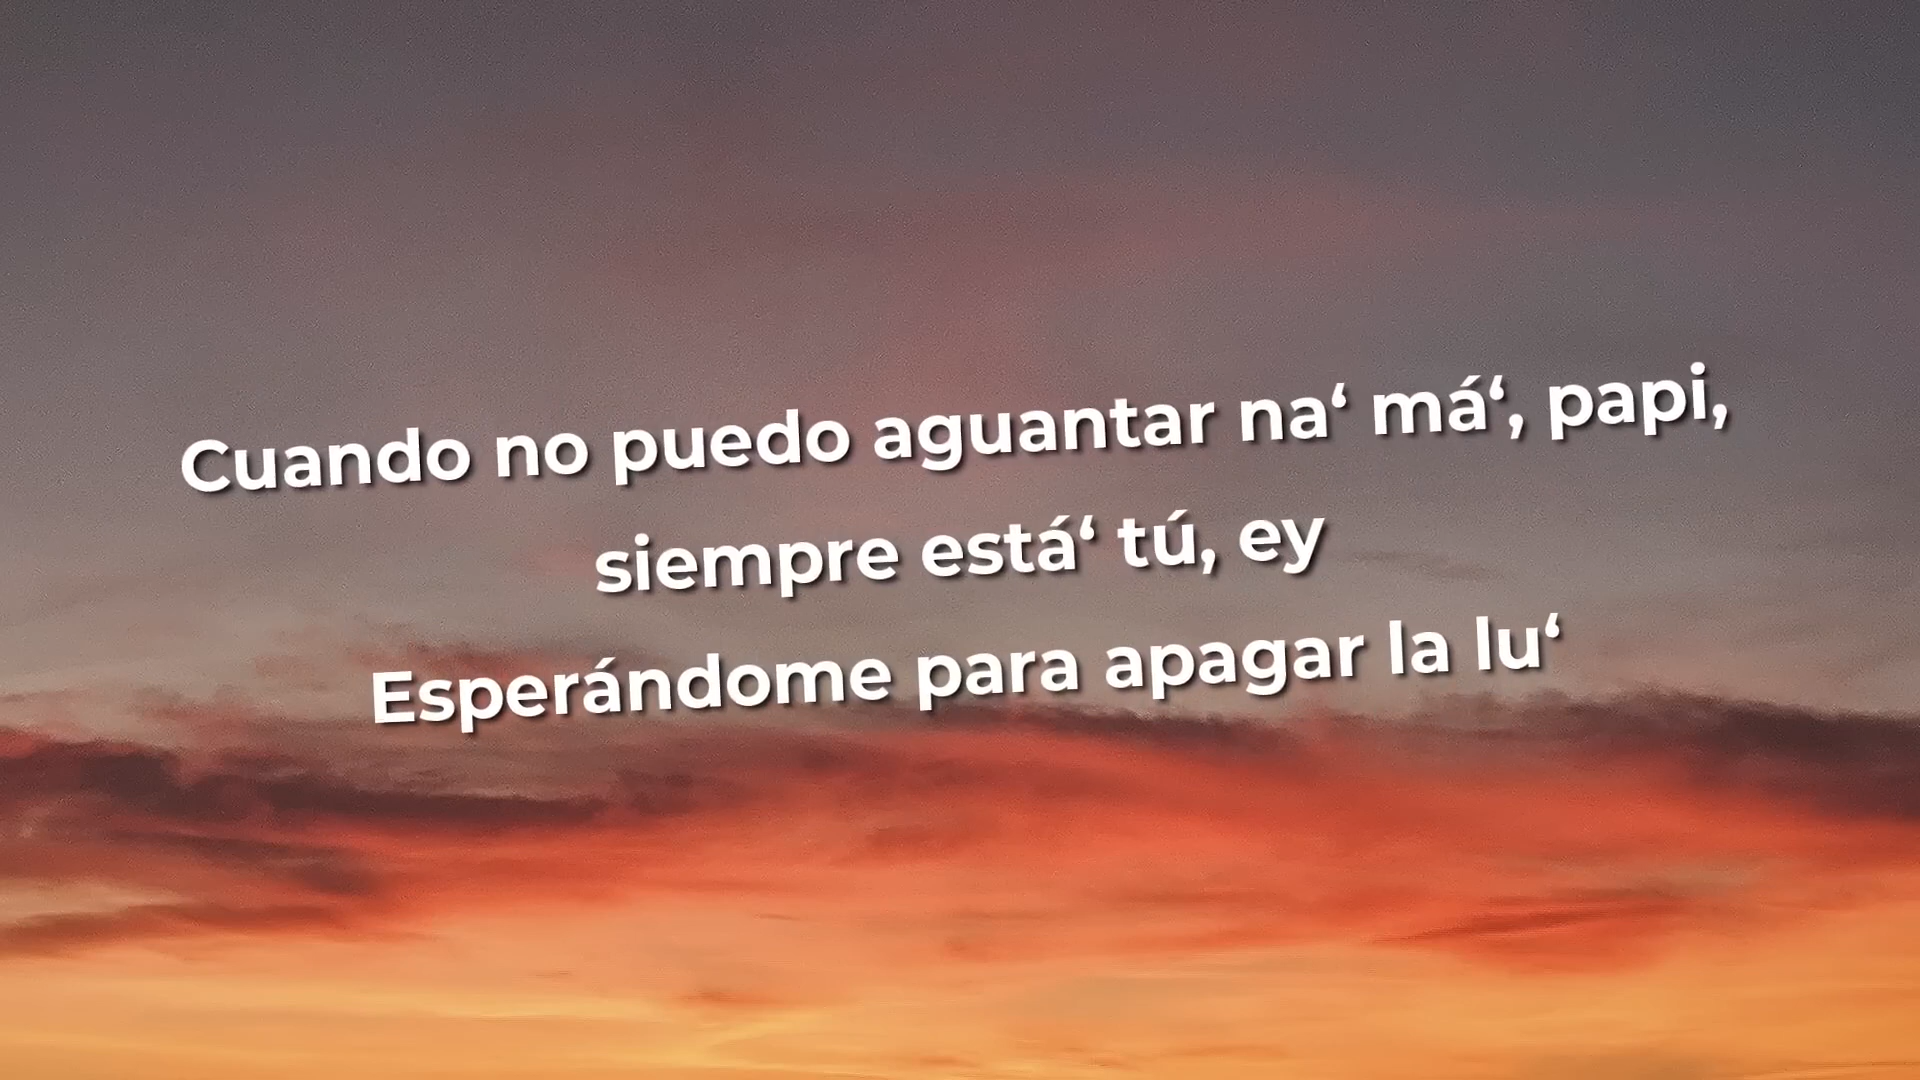 Cuando no puedo aguantar na‘ má‘, papi,
siempre está‘ tú, ey
Esperándome para apagar la lu‘